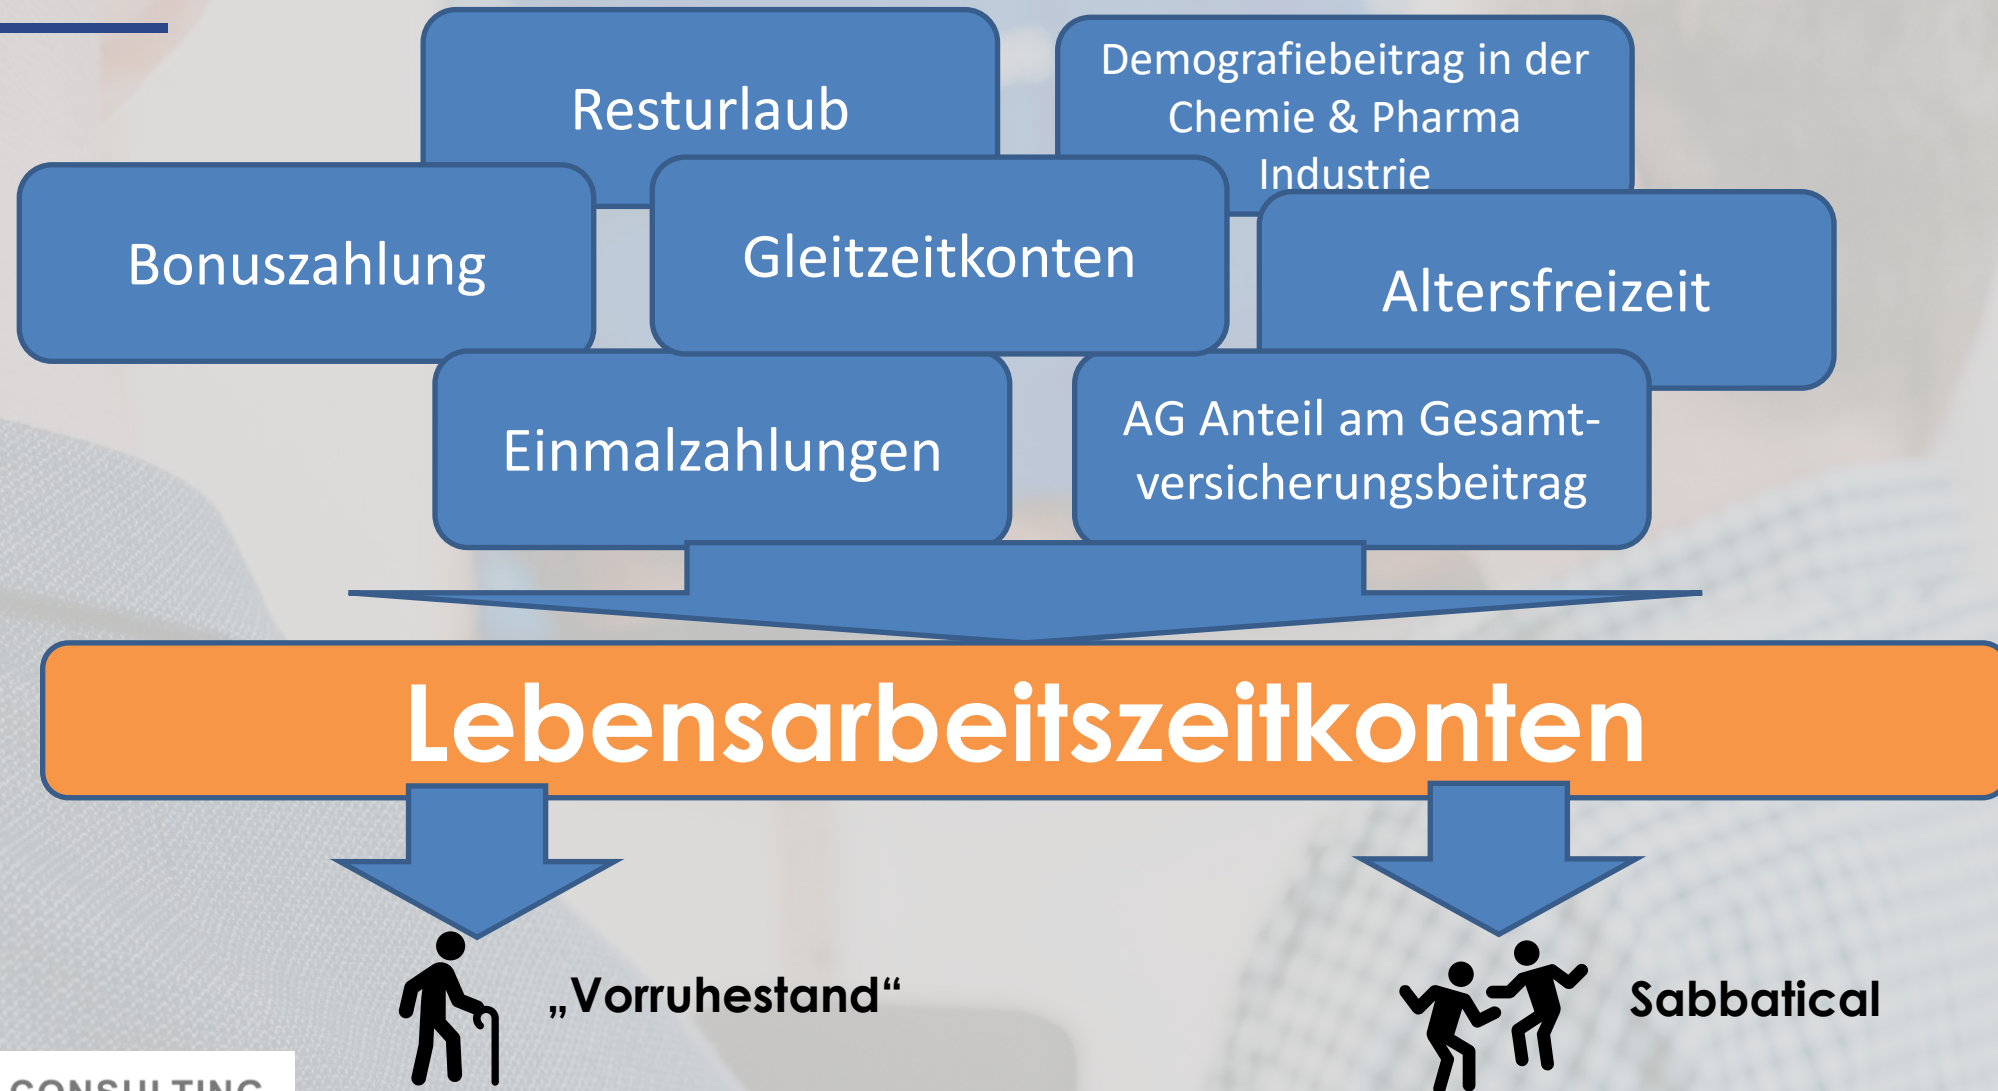 Resturlaub
Demografiebeitrag in der
Chemie & Pharma
Industrie
Bonuszahlung
Gleitzeitkonten
Altersfreizeit
Einmalzahlungen
AG Anteil am Gesamt-
versicherungsbeitrag
Lebensarbeitszeitkonten
„Vorruhestand“
Sabbatical
CONSULTING